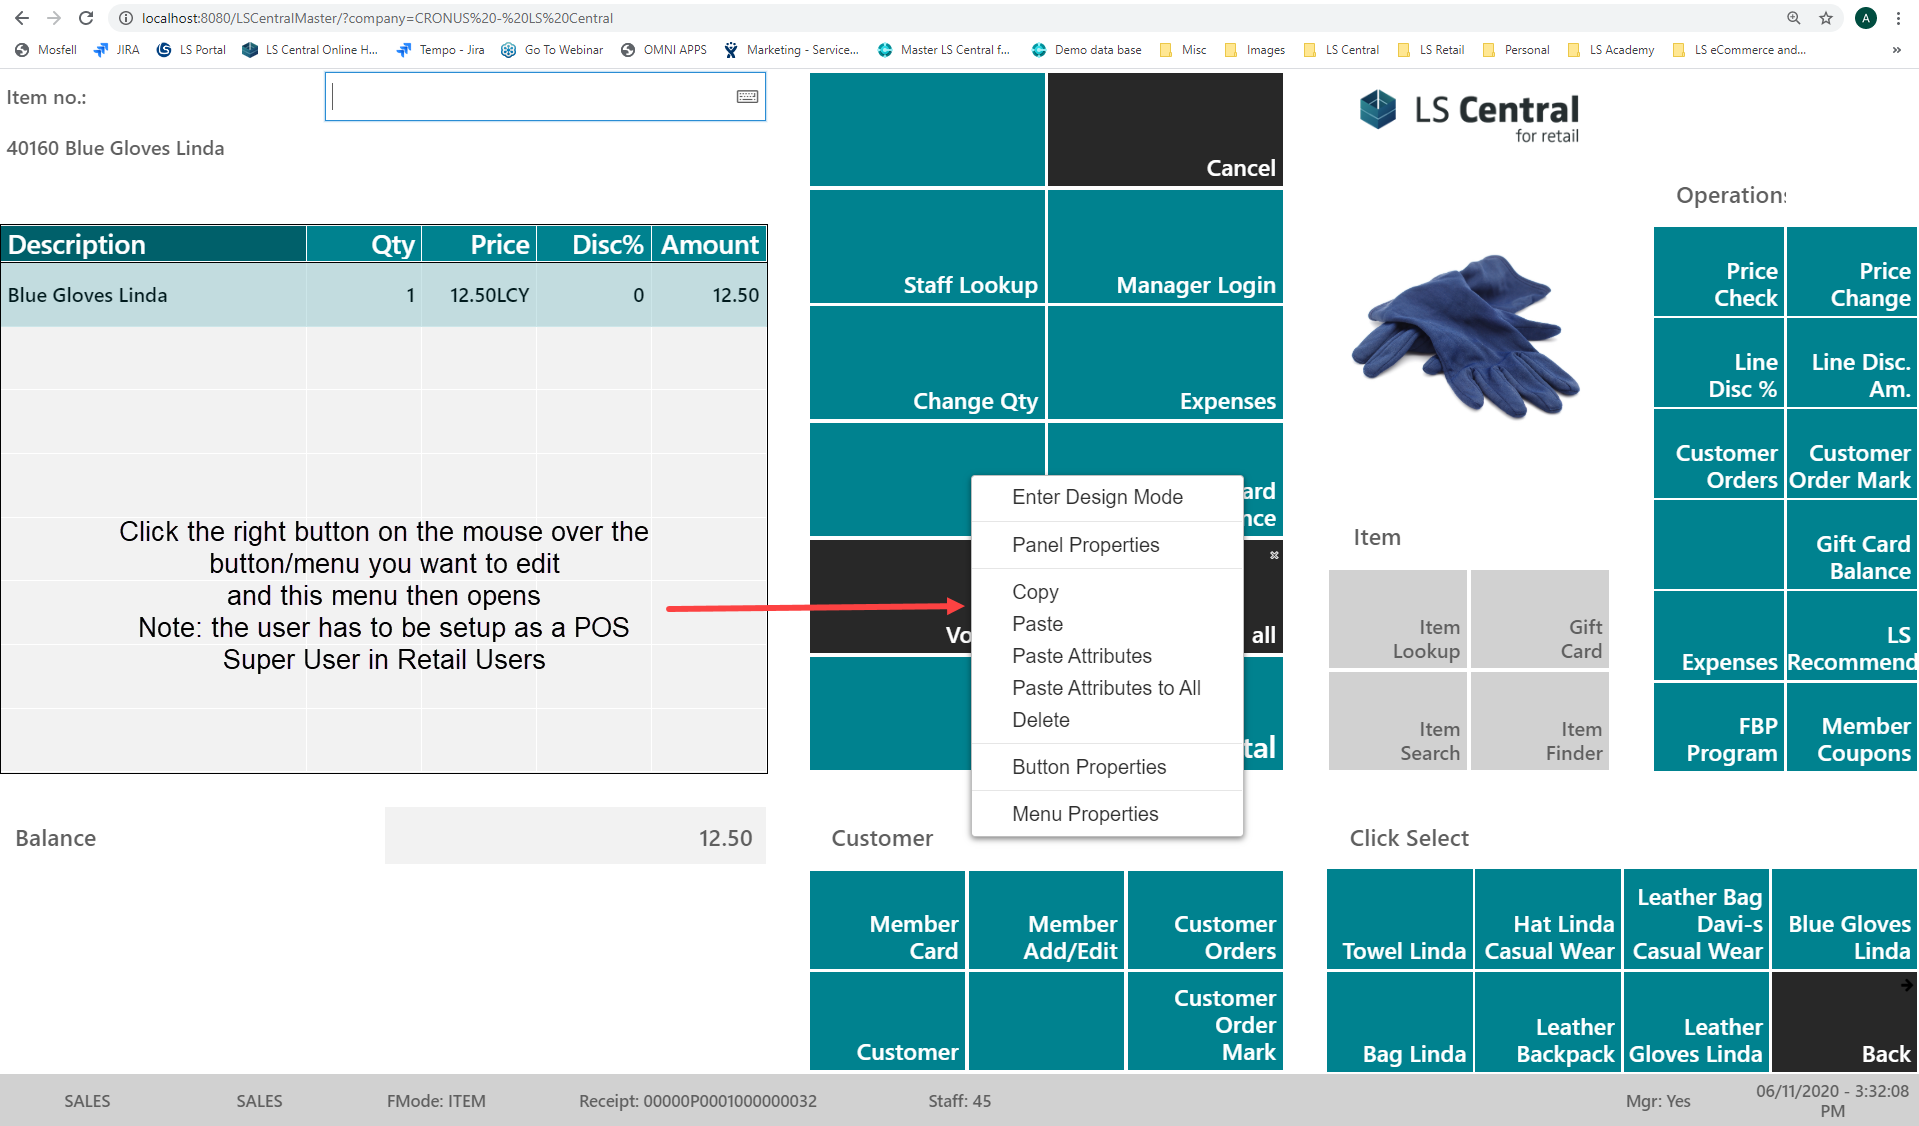 localhost:8080/LSCentralMaster/?company=CRONUS%20-%20LS%20Central
A
Mosfell
JIRA
LS Portal
LS Central Online H...
Tempo - Jira
Go To Webinar
OMNI APPS
Marketing - Service...
Master LS Central f...
Demo data base
Misc
Images
LS Central
LS Retail
Personal
LS Academy
LS eCommerce and...
»
Item no.:
40160 Blue Gloves Linda
Description Qty Price Disc% Amount
Blue Gloves Linda 1 12.50LCY 0 12.50
Click the right button on the mouse over the
button/menu you want to edit
and this menu then opens
Note: the user has to be setup as a POS
Super User in Retail Users
Balance 12.50
Cancel
Staff Lookup
Manager Login
Change Qty
Expenses
ard
nce
Vo
all
tal
Enter Design Mode
Panel Properties
Copy
Paste
Paste Attributes
Paste Attributes to All
Delete
Button Properties
Menu Properties
LS Central
for retail
Operations
Price
Check
Price
Change
Line
Disc %
Line Disc.
Am.
Customer
Orders
Customer
Order Mark
Gift Card
Balance
Expenses
LS
Recommend
FBP
Program
Member
Coupons
Item
Item
Lookup
Gift
Card
Item
Search
Item
Finder
Customer
Member
Card
Member
Add/Edit
Customer
Orders
Customer
Customer
Order
Mark
Click Select
Towel Linda
Hat Linda
Casual Wear
Leather Bag
Davi-s
Casual Wear
Blue Gloves
Linda
Bag Linda
Leather
Backpack
Leather
Gloves Linda
Back
SALES
SALES
FMode: ITEM
Receipt: 00000P0001000000032
Staff: 45
Mgr: Yes
06/11/2020 - 3:32:08
PM